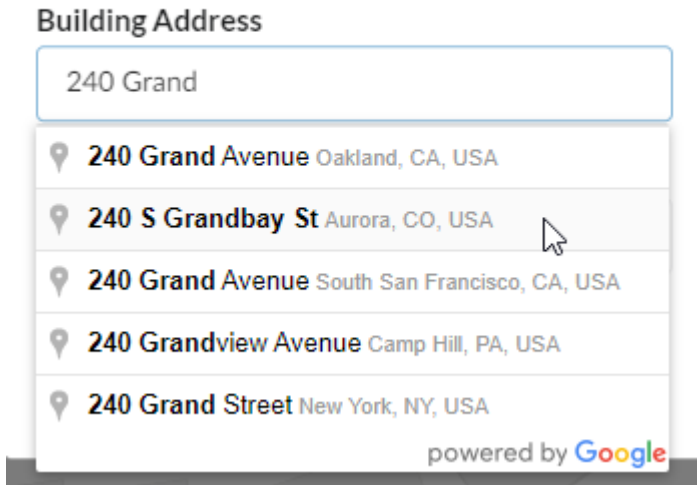 Building Address
240 Grand
240 Grand Avenue Oakland, CA, USA
240 S Grandbay St Aurora, CO, USA
240 Grand Avenue South San Francisco, CA, USA
240 Grandview Avenue Camp Hill, PA, USA
240 Grand Street New York, NY, USA
powered by Google